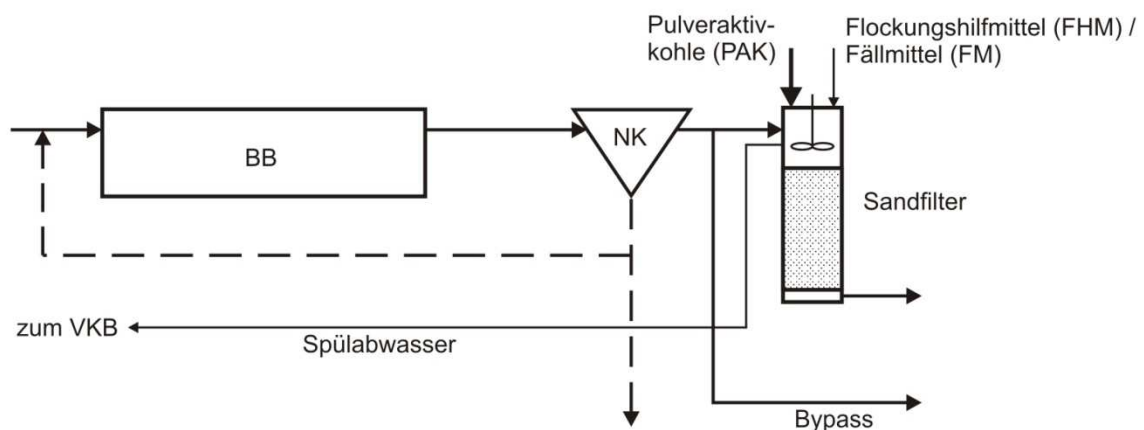 Pulveraktiv-
kohle (PAK)
Flockungshilfmittel (FHM) /
Fällmittel (FM)
BB
NK
Sandfilter
zum VKB
Spülabwasser
Bypass